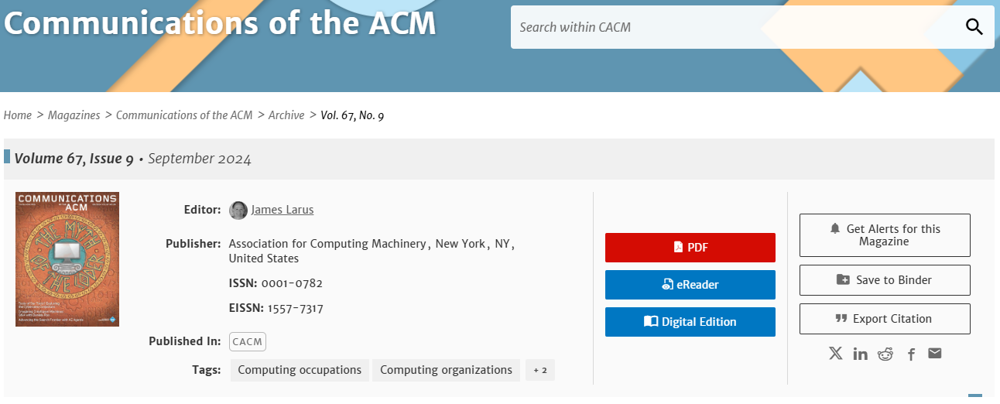 Communications of the ACM
Search within CACM
Home > Magazines > Communications of the ACM > Archive > Vol. 67, No. 9
Volume 67, Issue 9 • September 2024
COMMUNICATIONS
ACM
THE MYTH
OF THE CODER
Editor: James Larus
Publisher: Association for Computing Machinery, New York, NY,
United States
ISSN: 0001-0782
EISSN: 1557-7317
Published In: CACM
Tags: Computing occupations Computing organizations + 2
PDF
eReader
Digital Edition
Get Alerts for this
Magazine
Save to Binder
Export Citation